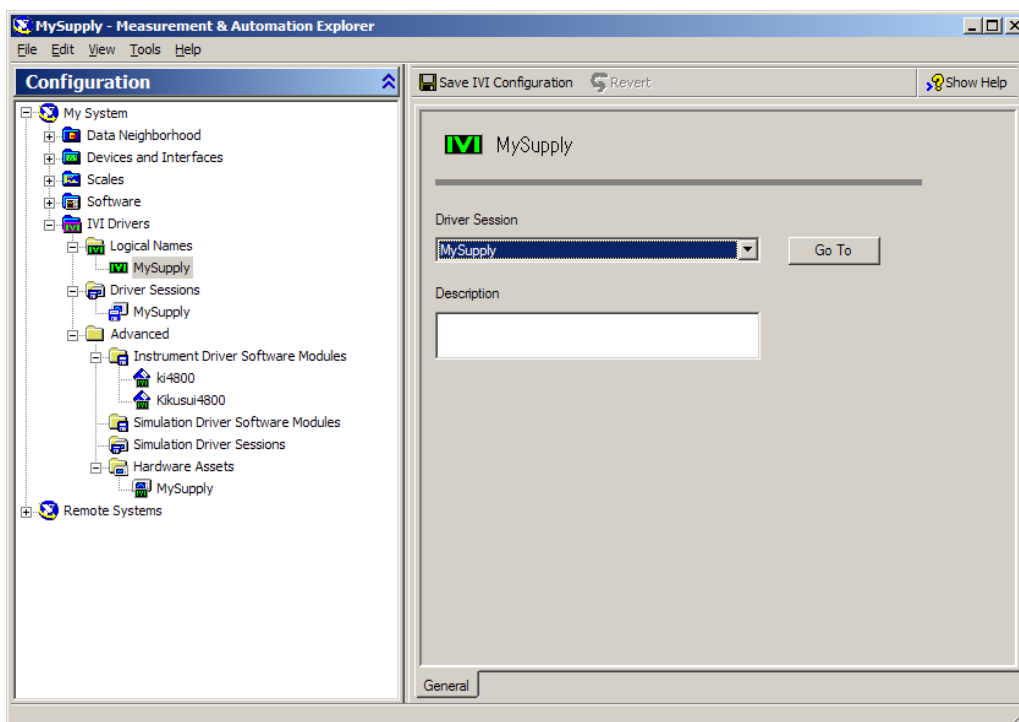 MySupply - Measurement & Automation Explorer
File Edit View Tools Help
Configuration
Save IVI Configuration Revert Show Help
My System
Data Neighborhood
Devices and Interfaces
Scales
Software
IVI Drivers
Logical Names
MySupply
Driver Sessions
MySupply
Advanced
Instrument Driver Software Modules
ki4800
Kikusui4800
Simulation Driver Software Modules
Simulation Driver Sessions
Hardware Assets
MySupply
Remote Systems
IVI MySupply
Driver Session
MySupply
Go To
Description
General